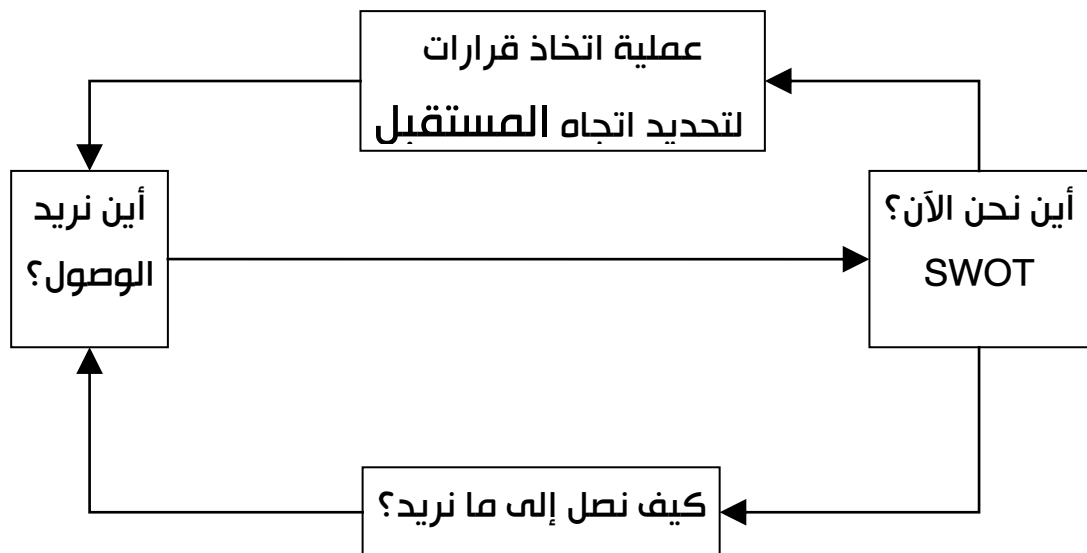 عملية اتخاذ قرارات
لتحديد اتجاه المستقبل
أين نحن الآن؟
SWOT
أين نريد
الوصول؟
كيف نصل إلى ما نريد؟